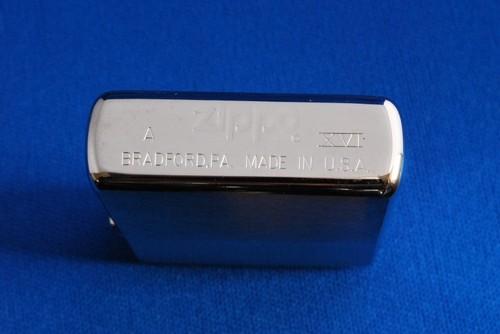 A zippo XVI
BRADFORD,PA. MADE IN U.S.A.